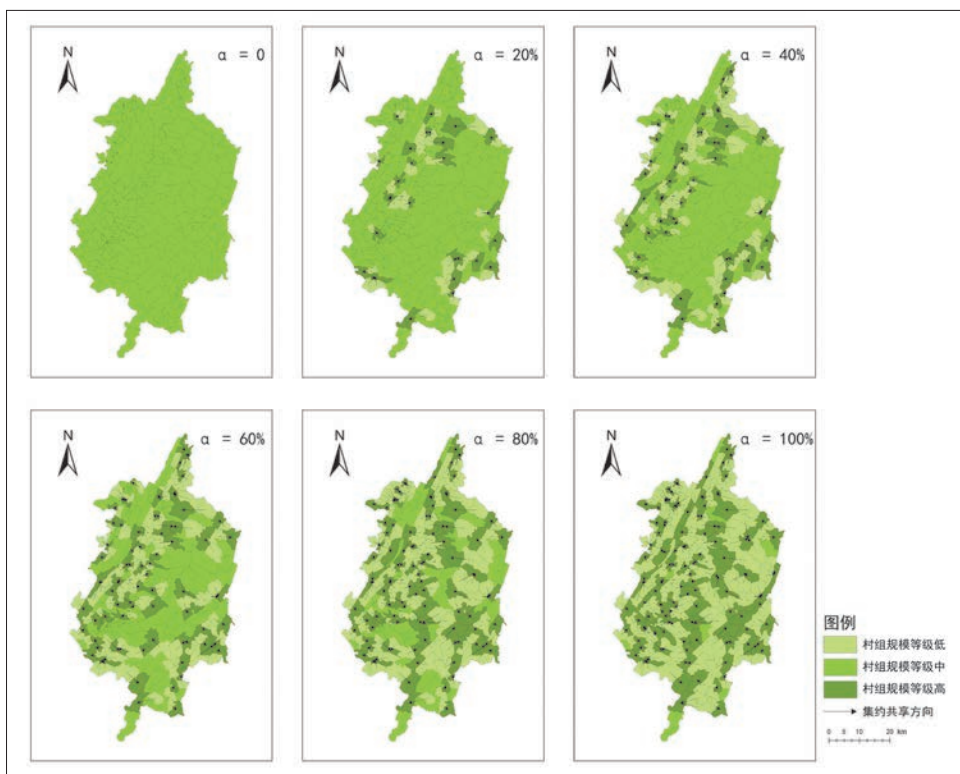 N
α = 0
N
α = 20%
N
α = 40%
N
α = 60%
N
α = 80%
N
α = 100%
图例
村组规模等级低
村组规模等级中
村组规模等级高
集约共享方向
0 5 10 20 km